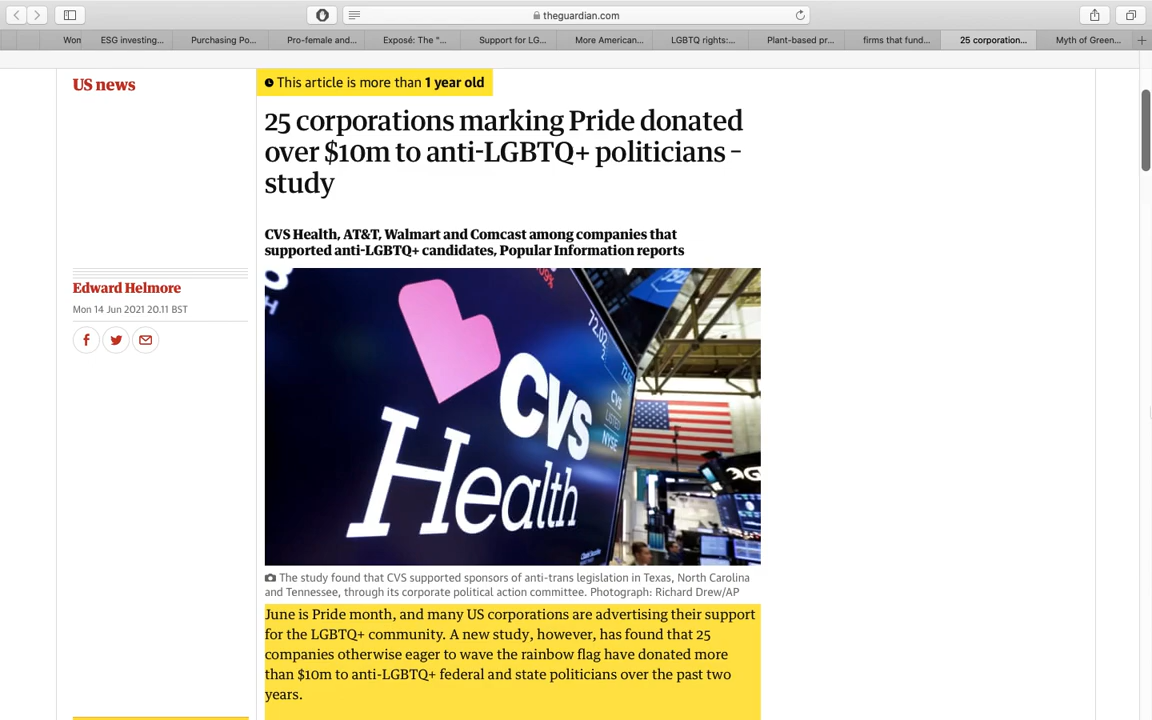 theguardian.com
Won
ESG investing...
Purchasing Po...
Pro-female and...
Exposé: The "...
Support for LG...
More American...
LGBTQ rights:...
Plant-based pr...
firms that fund...
25 corporation...
Myth of Green...
US news
This article is more than 1 year old
25 corporations marking Pride donated
over $10m to anti-LGBTQ+ politicians –
study
CVS Health, AT&T, Walmart and Comcast among companies that
supported anti-LGBTQ+ candidates, Popular Information reports
Edward Helmore
Mon 14 Jun 2021 20.11 BST
72.02
CVS
Health
CVS
LISTED
NYSE
The study found that CVS supported sponsors of anti-trans legislation in Texas, North Carolina
and Tennessee, through its corporate political action committee. Photograph: Richard Drew/AP
June is Pride month, and many US corporations are advertising their support
for the LGBTQ+ community. A new study, however, has found that 25
companies otherwise eager to wave the rainbow flag have donated more
than $10m to anti-LGBTQ+ federal and state politicians over the past two
years.